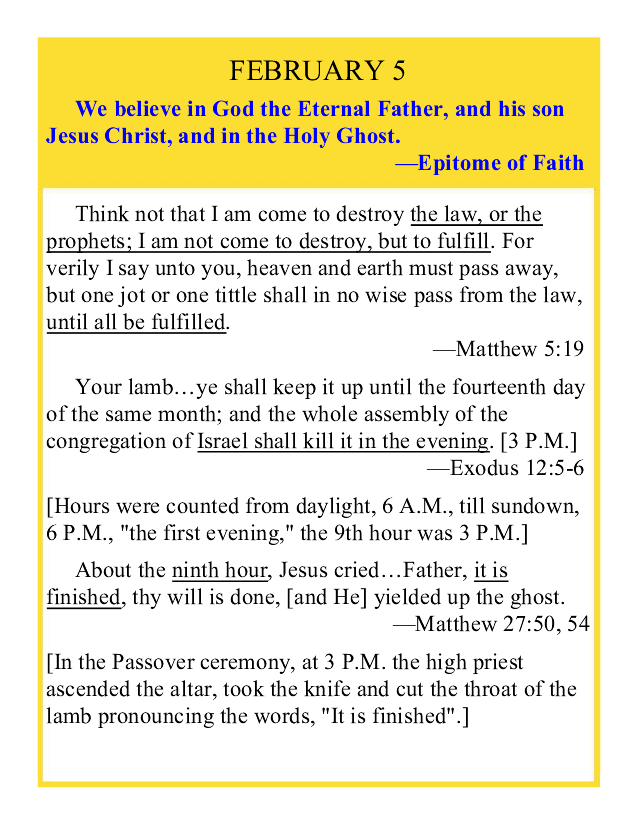 FEBRUARY 5
We believe in God the Eternal Father, and his son
Jesus Christ, and in the Holy Ghost.
—Epitome of Faith
Think not that I am come to destroy the law, or the
prophets; I am not come to destroy, but to fulfill. For
verily I say unto you, heaven and earth must pass away,
but one jot or one tittle shall in no wise pass from the law,
until all be fulfilled.
—Matthew 5:19
Your lamb…ye shall keep it up until the fourteenth day
of the same month; and the whole assembly of the
congregation of Israel shall kill it in the evening. [3 P.M.]
—Exodus 12:5-6
[Hours were counted from daylight, 6 A.M., till sundown,
6 P.M., "the first evening," the 9th hour was 3 P.M.]
About the ninth hour, Jesus cried…Father, it is
finished, thy will is done, [and He] yielded up the ghost.
—Matthew 27:50, 54
[In the Passover ceremony, at 3 P.M. the high priest
ascended the altar, took the knife and cut the throat of the
lamb pronouncing the words, "It is finished".]